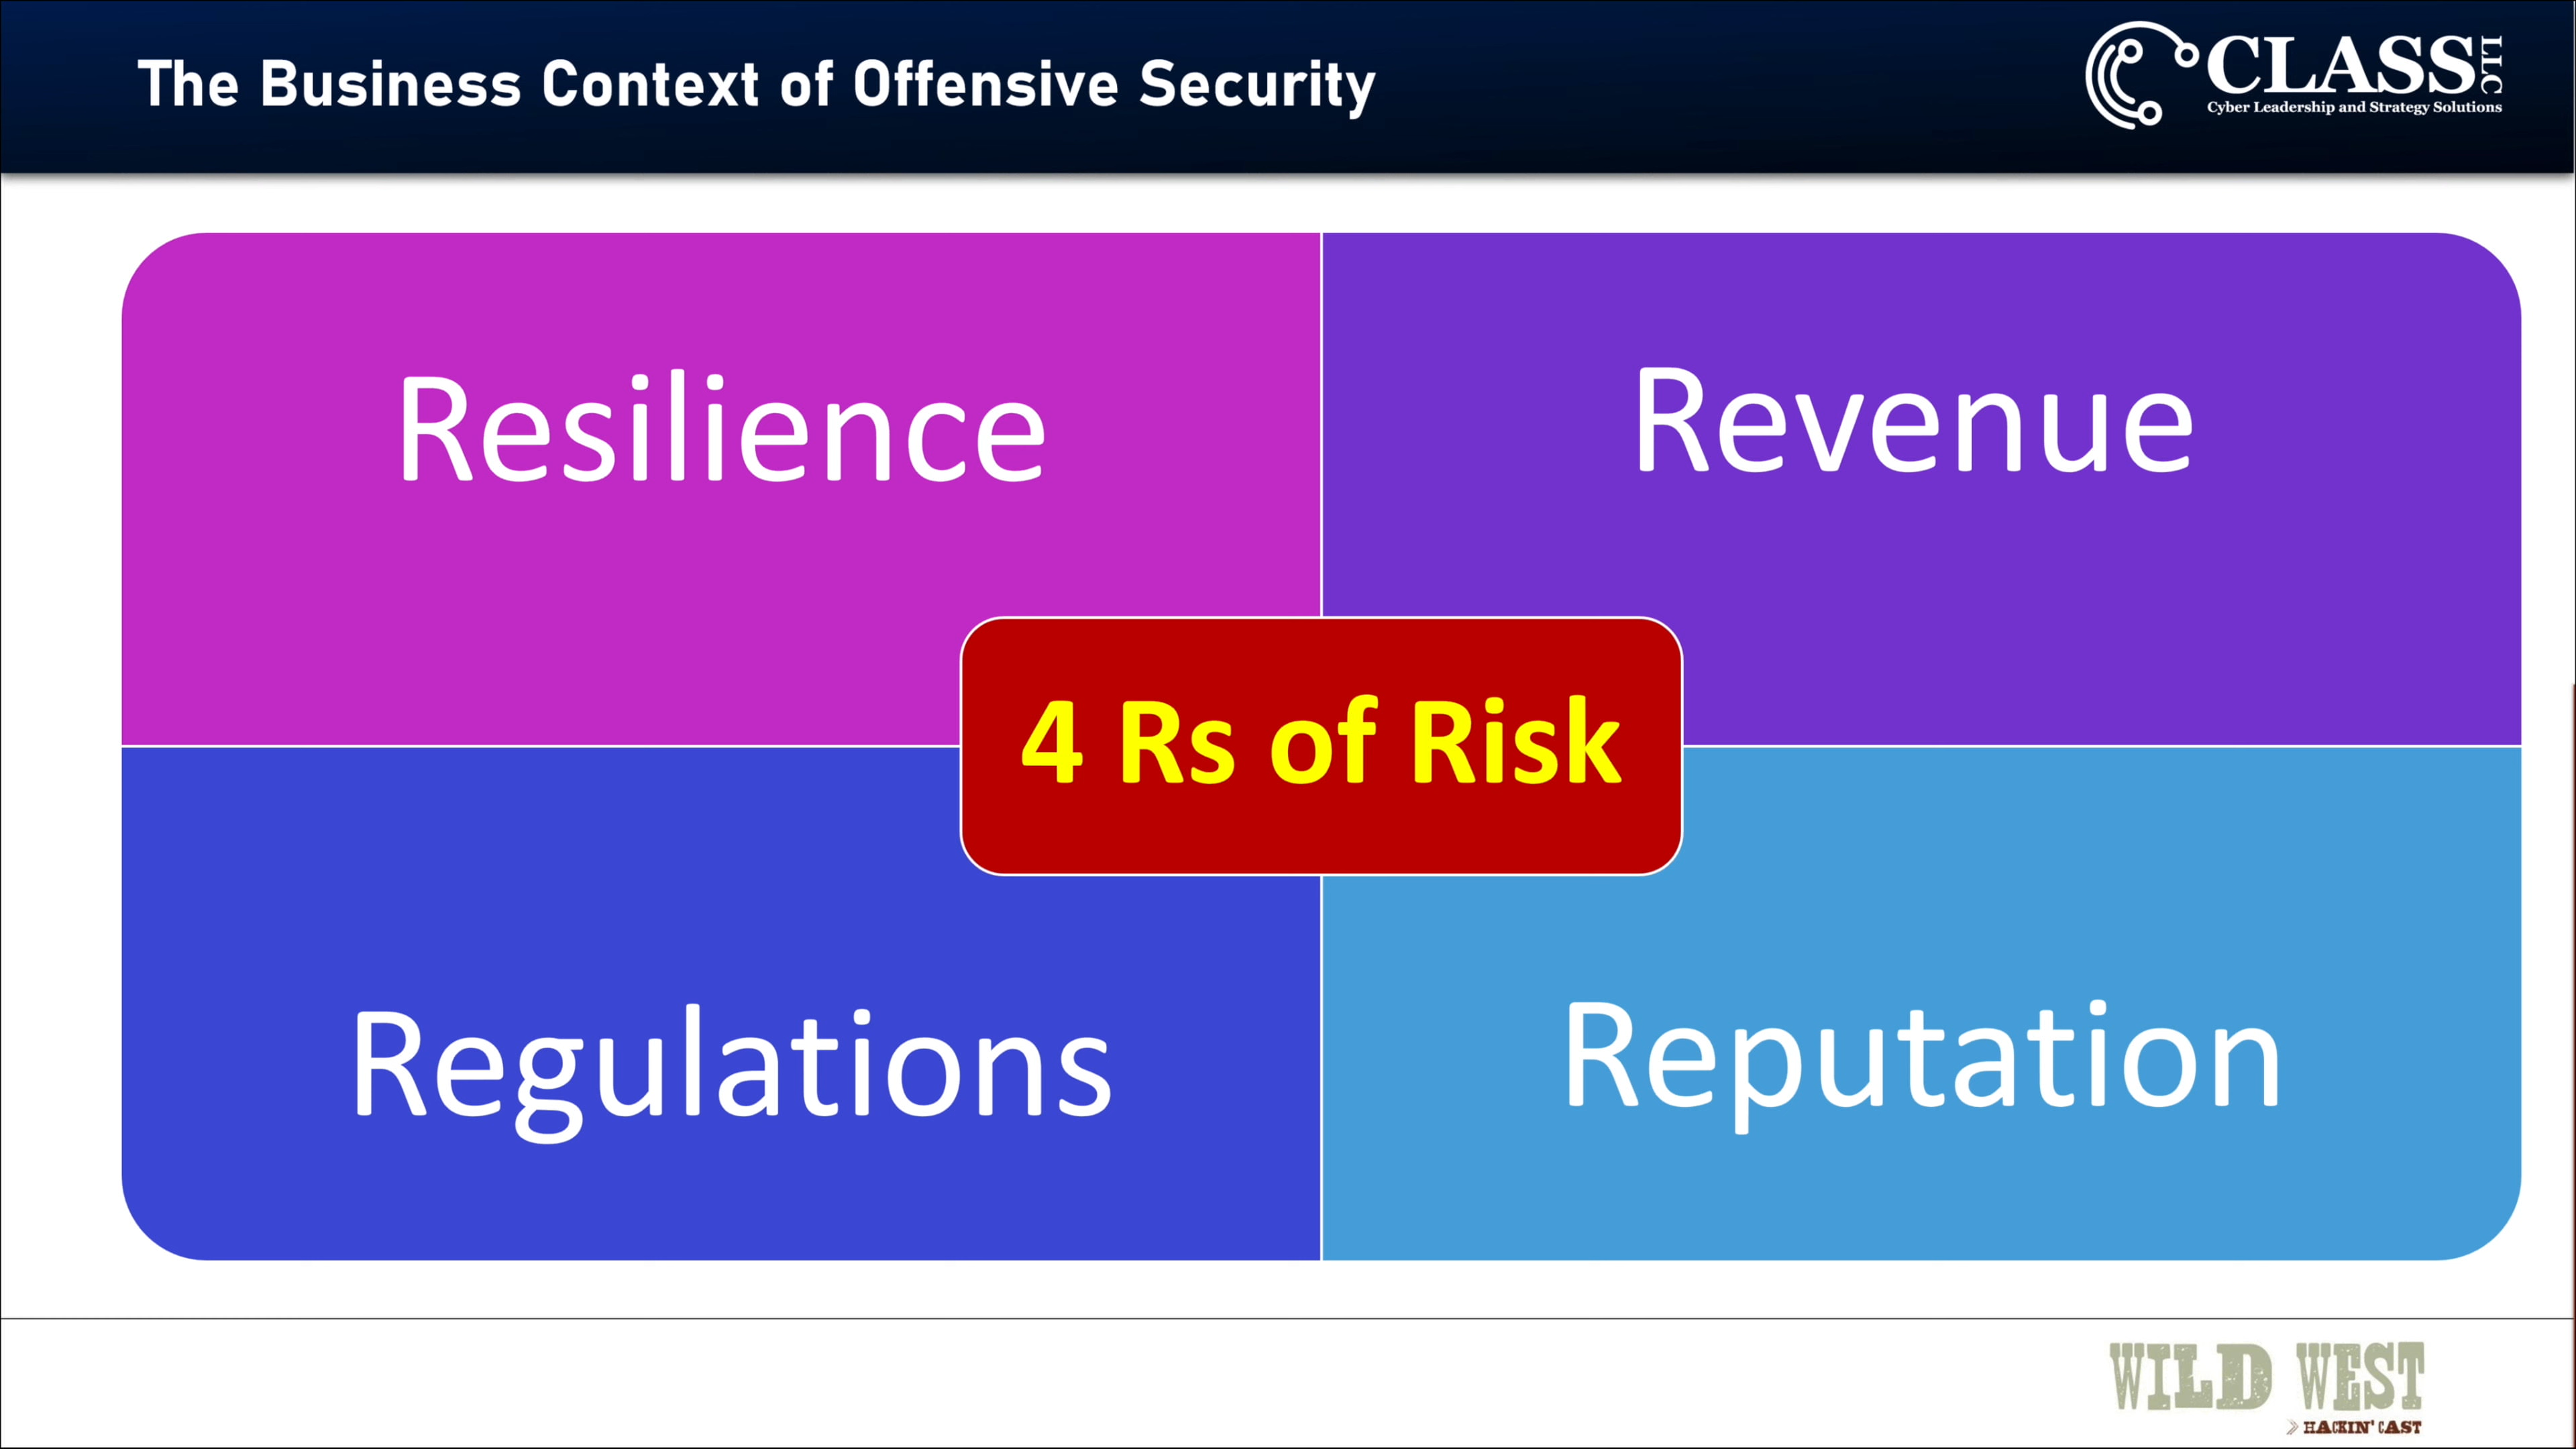 The Business Context of Offensive Security
CLASS LLC
Cyber Leadership and Strategy Solutions
Resilience
Revenue
4 Rs of Risk
Regulations
Reputation
WILD WEST
HACKIN' CAST